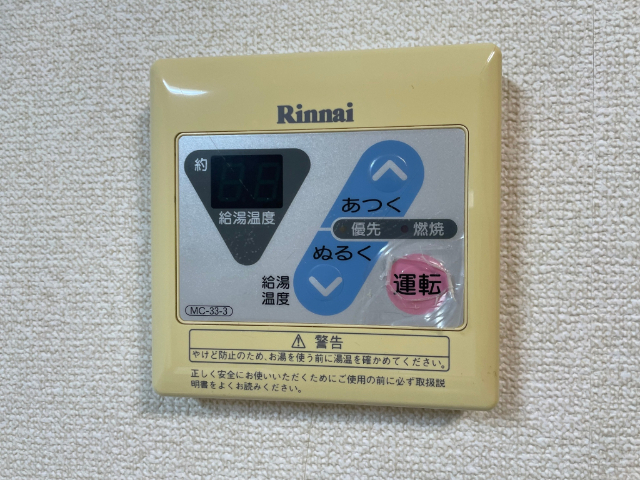 Rinnai
約
給湯温度
あつく
優先 燃焼
ぬるく
給湯
温度
運転
MC-33-3
⚠ 警告
やけど防止のため、お湯を使う前に湯温を確かめてください。
正しく安全にお使いいただくためにご使用の前に必ず取扱説
明書をよくお読みください。